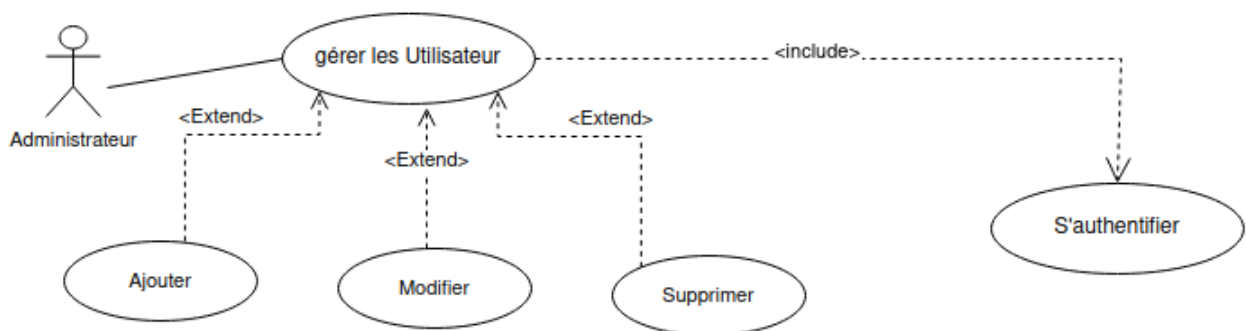 gérer les Utilisateur
<include>
Administrateur
<Extend>
<Extend>
<Extend>
S'authentifier
Ajouter
Modifier
Supprimer